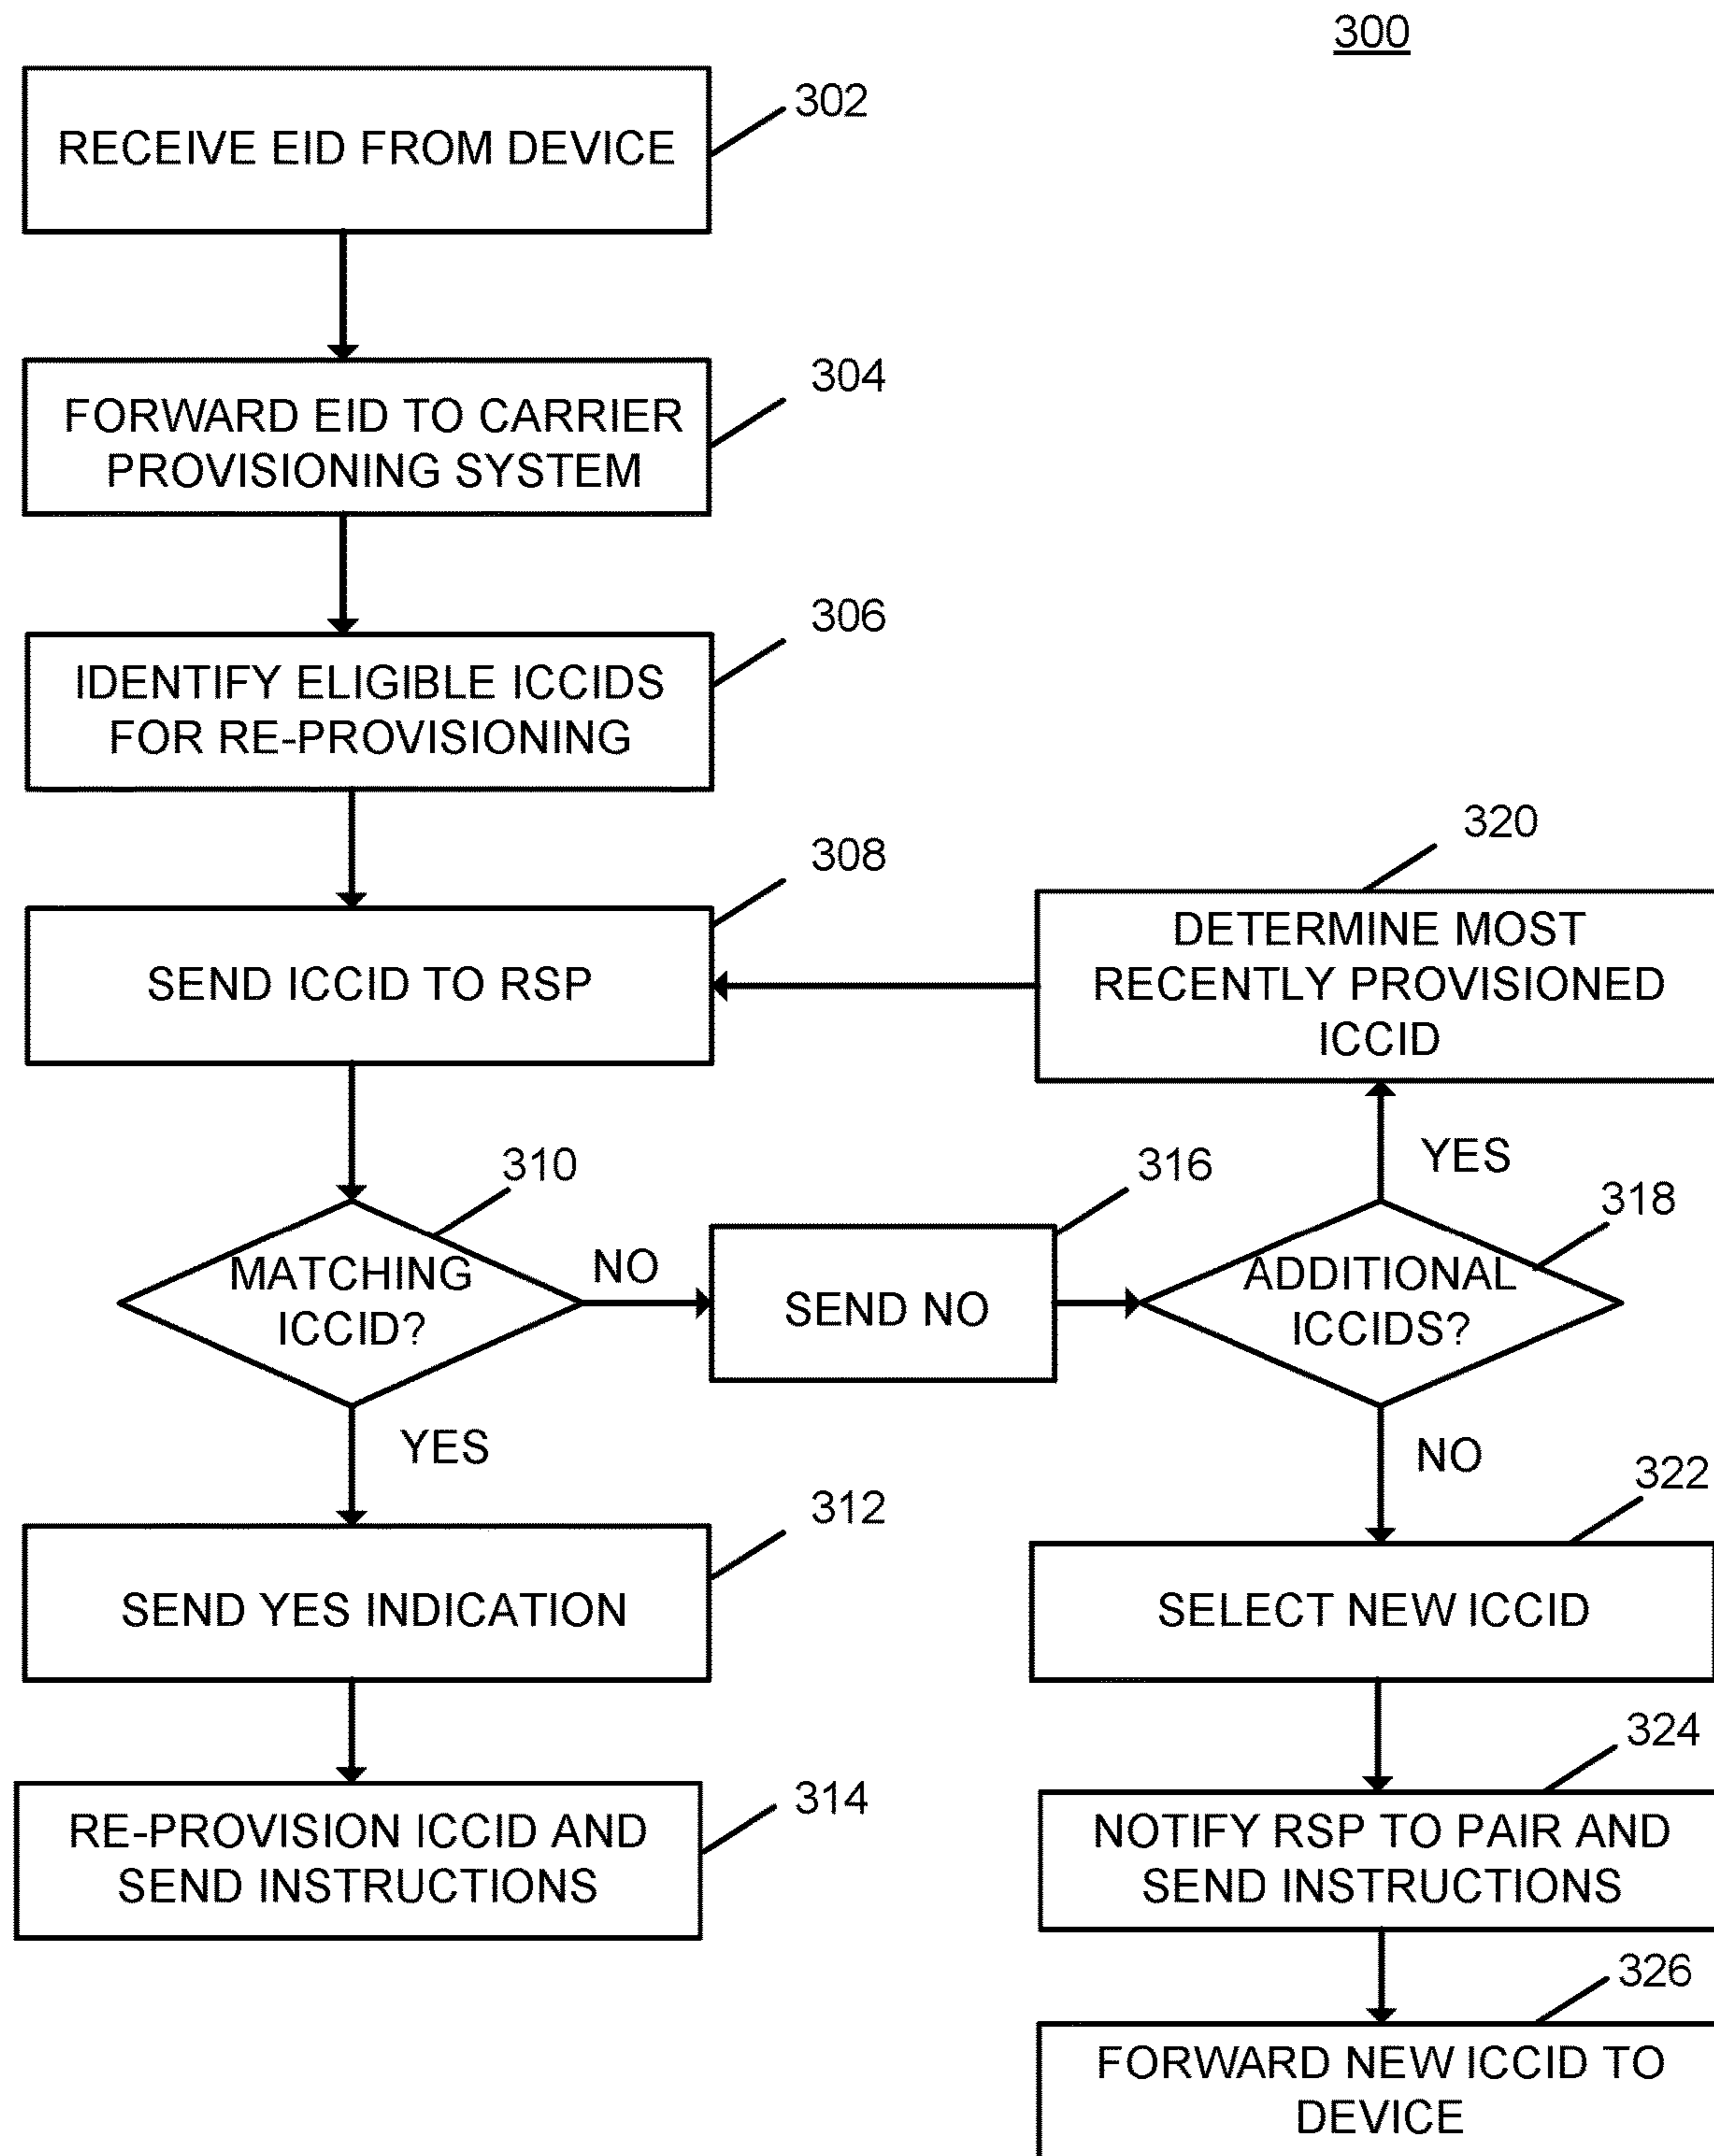 300
302
RECEIVE EID FROM DEVICE
304
FORWARD EID TO CARRIER
PROVISIONING SYSTEM
306
IDENTIFY ELIGIBLE ICCIDS
FOR RE-PROVISIONING
308
SEND ICCID TO RSP
320
DETERMINE MOST
RECENTLY PROVISIONED
ICCID
310
MATCHING
ICCID?
NO
316
SEND NO
YES
318
ADDITIONAL
ICCIDS?
YES
NO
312
SEND YES INDICATION
322
SELECT NEW ICCID
314
RE-PROVISION ICCID AND
SEND INSTRUCTIONS
324
NOTIFY RSP TO PAIR AND
SEND INSTRUCTIONS
326
FORWARD NEW ICCID TO
DEVICE